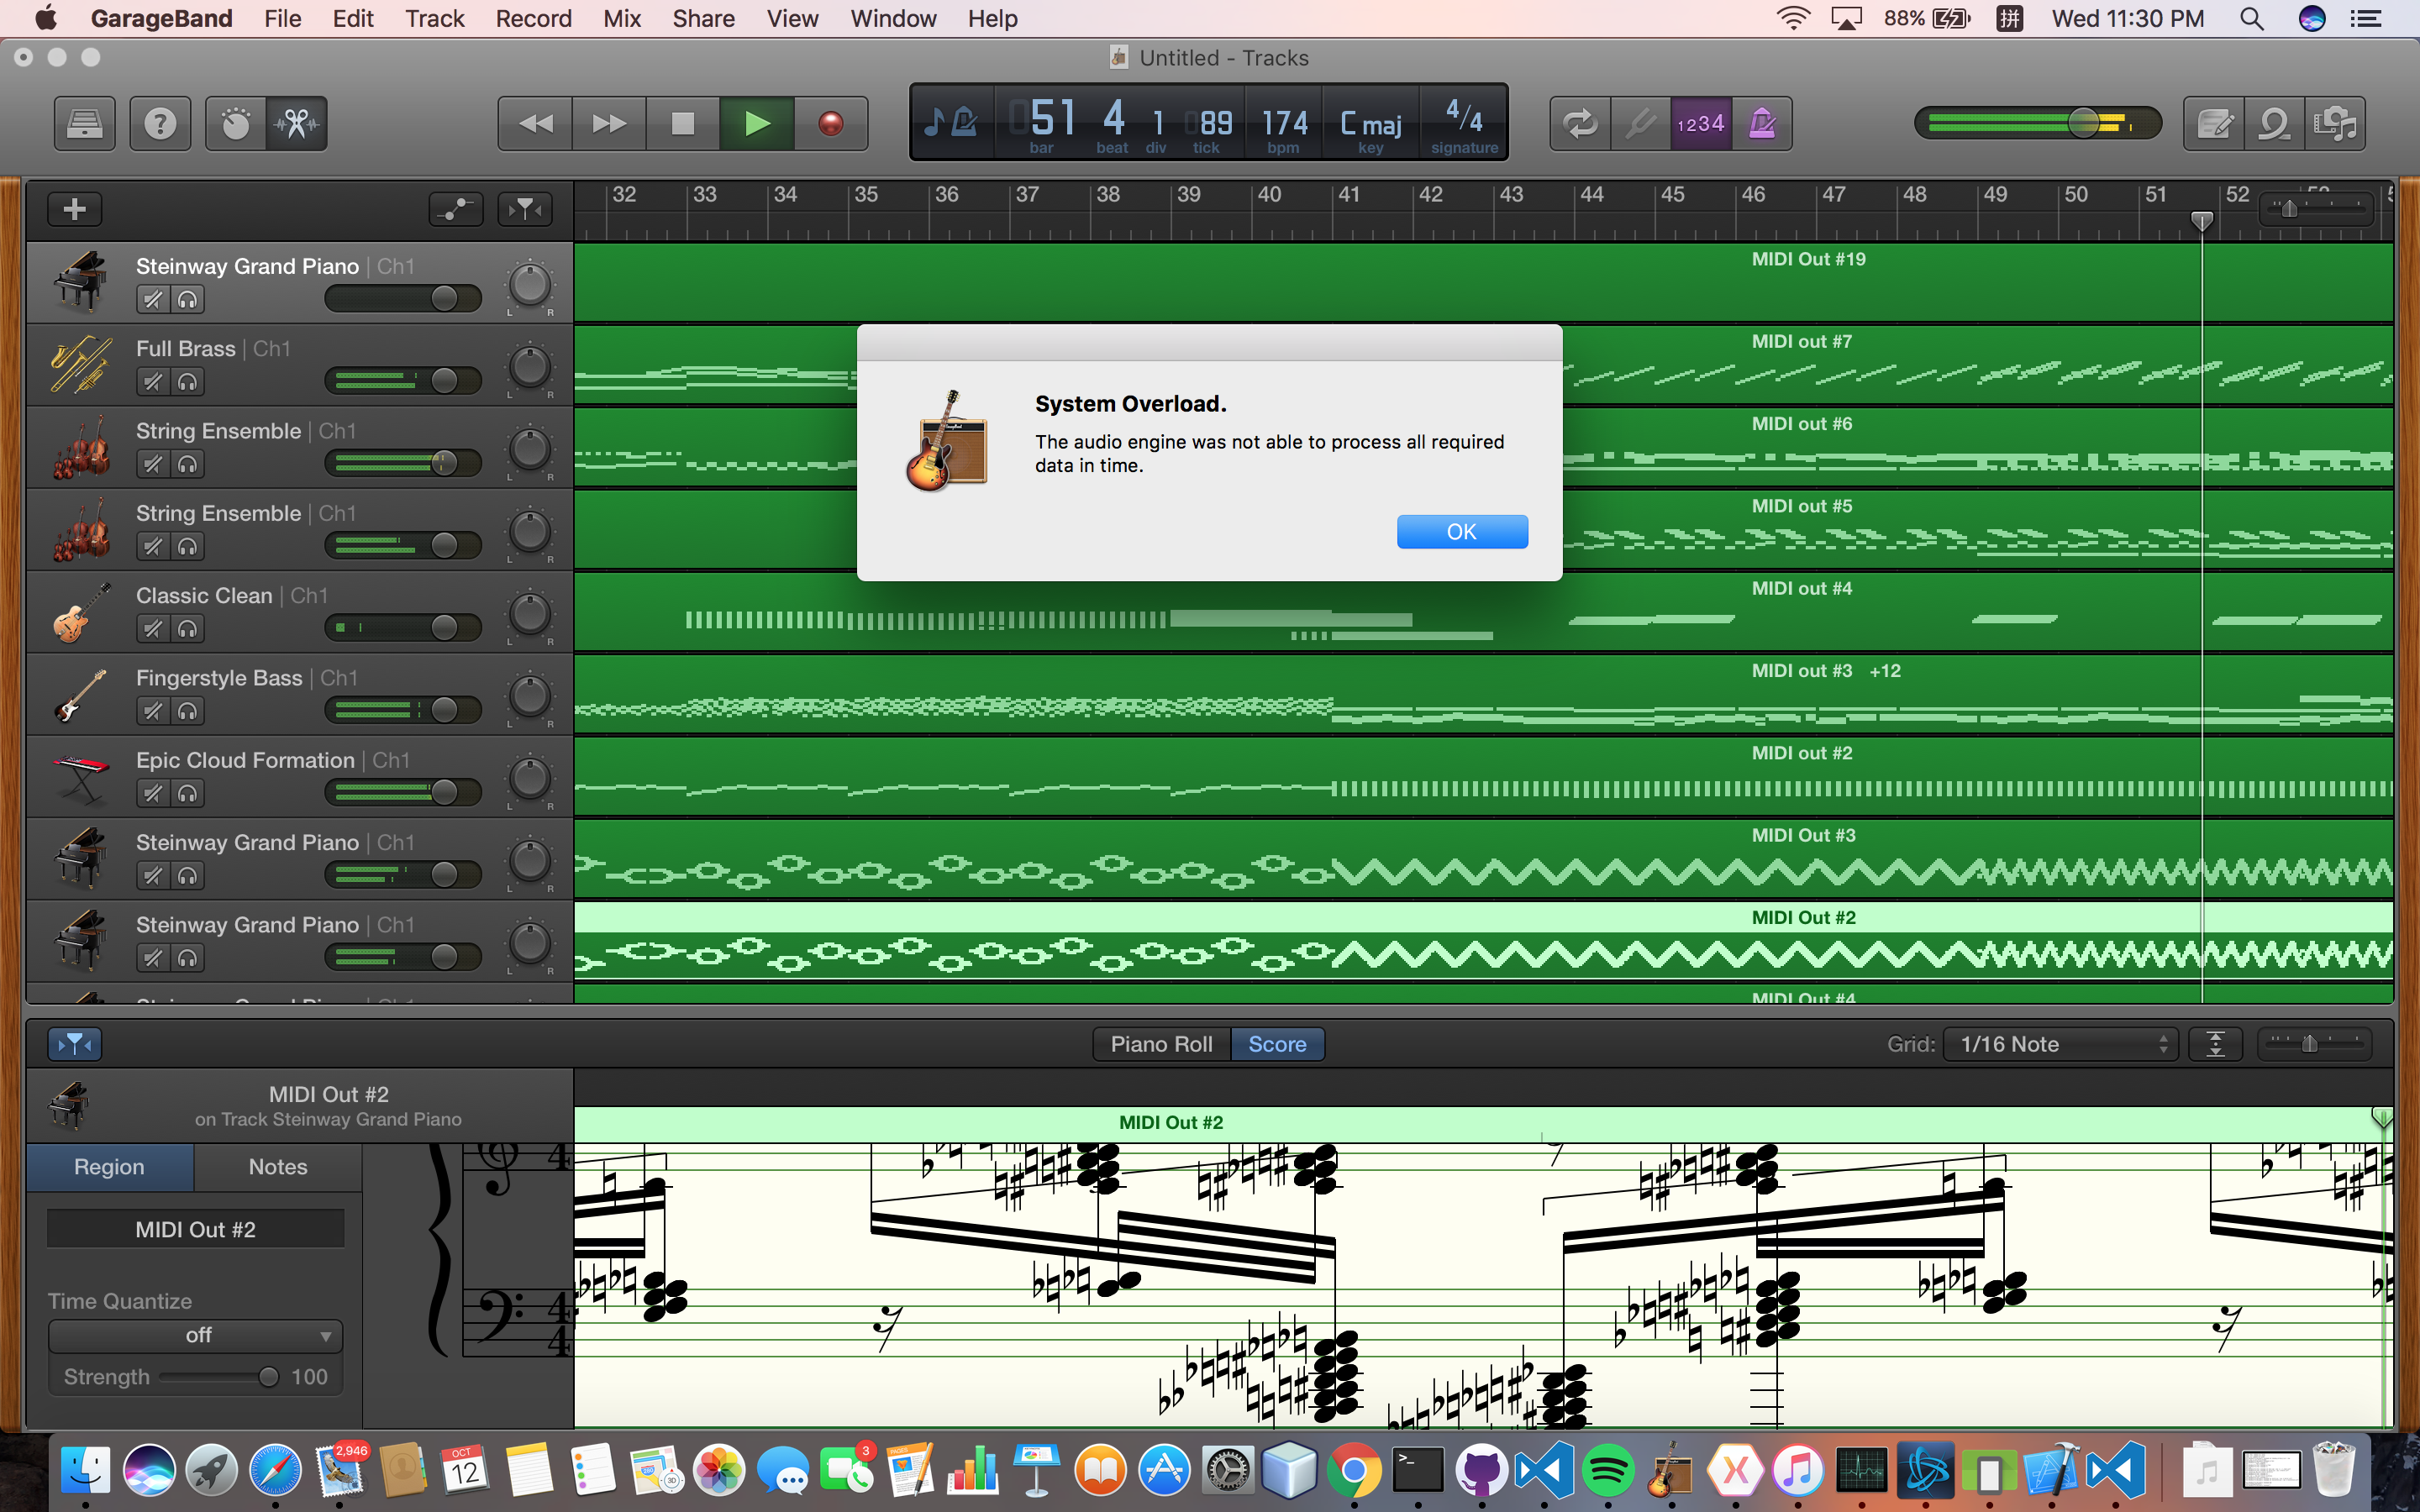 GarageBand File Edit Track Record Mix Share View Window Help 88% 拼 Wed 11:30 PM
Untitled - Tracks
51 4 1 89 174 C maj 4/4
bar beat div tick bpm key signature
1234
32 33 34 35 36 37 38 39 40 41 42 43 44 45 46 47 48 49 50 51 52
Steinway Grand Piano | Ch1
L R
MIDI Out #19
Full Brass | Ch1
L R
MIDI out #7
String Ensemble | Ch1
L R
MIDI out #6
String Ensemble | Ch1
L R
MIDI out #5
System Overload.
The audio engine was not able to process all required
data in time.
OK
Classic Clean | Ch1
L R
MIDI out #4
Fingerstyle Bass | Ch1
L R
MIDI out #3 +12
Epic Cloud Formation | Ch1
L R
MIDI out #2
Steinway Grand Piano | Ch1
L R
MIDI Out #3
Steinway Grand Piano | Ch1
L R
MIDI Out #2
MIDI Out #4
Piano Roll Score
Grid: 1/16 Note
MIDI Out #2
on Track Steinway Grand Piano
MIDI Out #2
Region Notes
MIDI Out #2
Time Quantize
off
Strength 100
2,946
OCT
12
3
PAGES